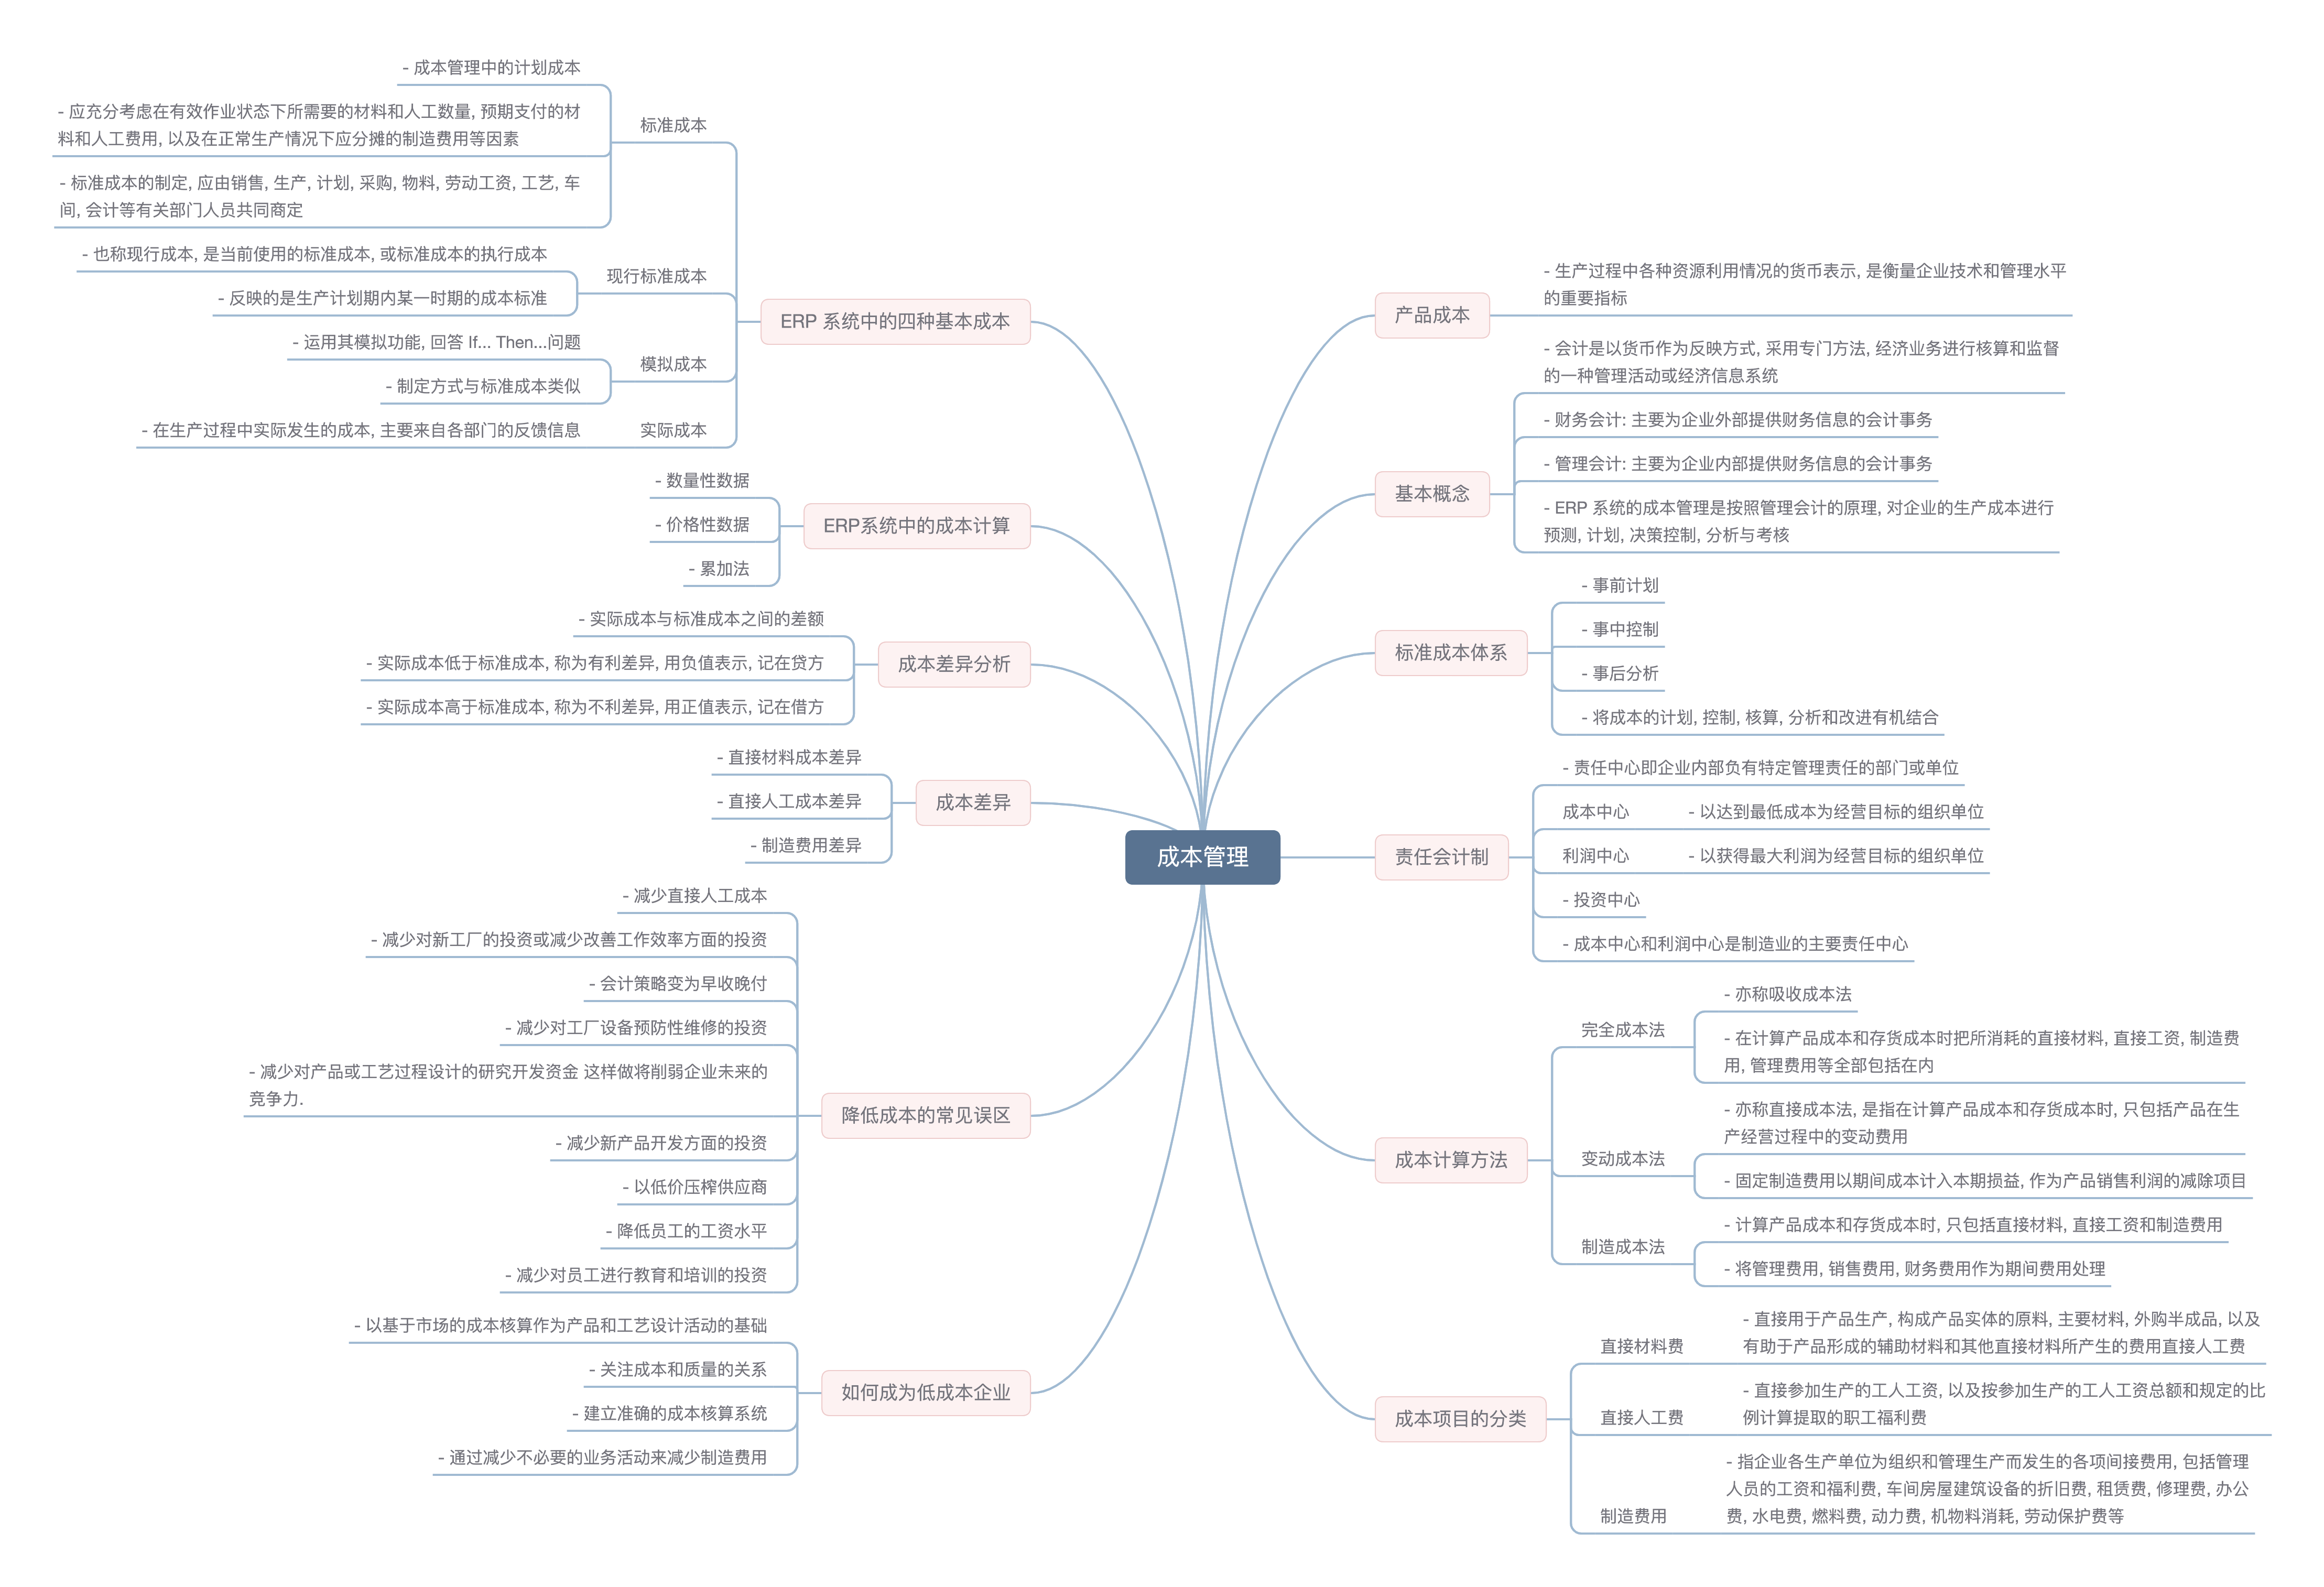 成本管理
产品成本
- 生产过程中各种资源利用情况的货币表示, 是衡量企业技术和管理水平
的重要指标
基本概念
- 会计是以货币作为反映方式, 采用专门方法, 经济业务进行核算和监督
的一种管理活动或经济信息系统
- 财务会计: 主要为企业外部提供财务信息的会计事务
- 管理会计: 主要为企业内部提供财务信息的会计事务
- ERP 系统的成本管理是按照管理会计的原理, 对企业的生产成本进行
预测, 计划, 决策控制, 分析与考核
标准成本体系
- 事前计划
- 事中控制
- 事后分析
- 将成本的计划, 控制, 核算, 分析和改进有机结合
责任会计制
- 责任中心即企业内部负有特定管理责任的部门或单位
成本中心
- 以达到最低成本为经营目标的组织单位
利润中心
- 以获得最大利润为经营目标的组织单位
- 投资中心
- 成本中心和利润中心是制造业的主要责任中心
成本计算方法
完全成本法
- 亦称吸收成本法
- 在计算产品成本和存货成本时把所消耗的直接材料, 直接工资, 制造费
用, 管理费用等全部包括在内
变动成本法
- 亦称直接成本法, 是指在计算产品成本和存货成本时, 只包括产品在生
产经营过程中的变动费用
- 固定制造费用以期间成本计入本期损益, 作为产品销售利润的减除项目
制造成本法
- 计算产品成本和存货成本时, 只包括直接材料, 直接工资和制造费用
- 将管理费用, 销售费用, 财务费用作为期间费用处理
成本项目的分类
直接材料费
- 直接用于产品生产, 构成产品实体的原料, 主要材料, 外购半成品, 以及
有助于产品形成的辅助材料和其他直接材料所产生的费用直接人工费
直接人工费
- 直接参加生产的工人工资, 以及按参加生产的工人工资总额和规定的比
例计算提取的职工福利费
制造费用
- 指企业各生产单位为组织和管理生产而发生的各项间接费用, 包括管理
人员的工资和福利费, 车间房屋建筑设备的折旧费, 租赁费, 修理费, 办公
费, 水电费, 燃料费, 动力费, 机物料消耗, 劳动保护费等
ERP 系统中的四种基本成本
标准成本
- 成本管理中的计划成本
- 应充分考虑在有效作业状态下所需要的材料和人工数量, 预期支付的材
料和人工费用, 以及在正常生产情况下应分摊的制造费用等因素
- 标准成本的制定, 应由销售, 生产, 计划, 采购, 物料, 劳动工资, 工艺, 车
间, 会计等有关部门人员共同商定
现行标准成本
- 也称现行成本, 是当前使用的标准成本, 或标准成本的执行成本
- 反映的是生产计划期内某一时期的成本标准
模拟成本
- 运用其模拟功能, 回答 If... Then...问题
- 制定方式与标准成本类似
实际成本
- 在生产过程中实际发生的成本, 主要来自各部门的反馈信息
ERP系统中的成本计算
- 数量性数据
- 价格性数据
- 累加法
成本差异分析
- 实际成本与标准成本之间的差额
- 实际成本低于标准成本, 称为有利差异, 用负值表示, 记在贷方
- 实际成本高于标准成本, 称为不利差异, 用正值表示, 记在借方
成本差异
- 直接材料成本差异
- 直接人工成本差异
- 制造费用差异
降低成本的常见误区
- 减少直接人工成本
- 减少对新工厂的投资或减少改善工作效率方面的投资
- 会计策略变为早收晚付
- 减少对工厂设备预防性维修的投资
- 减少对产品或工艺过程设计的研究开发资金 这样做将削弱企业未来的
竞争力.
- 减少新产品开发方面的投资
- 以低价压榨供应商
- 降低员工的工资水平
- 减少对员工进行教育和培训的投资
如何成为低成本企业
- 以基于市场的成本核算作为产品和工艺设计活动的基础
- 关注成本和质量的关系
- 建立准确的成本核算系统
- 通过减少不必要的业务活动来减少制造费用